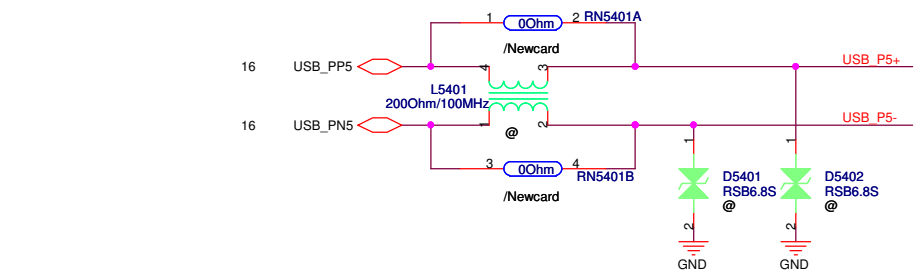 1 0Ohm 2 RN5401A
/Newcard
16 USB_PP5 4 3 USB_P5+
L5401
200Ohm/100MHz
16 USB_PN5 1 2 USB_P5-
@
1 1
3 0Ohm 4 RN5401B
/Newcard
D5401 D5402
RSB6.8S RSB6.8S
@ @
2 2
GND GND